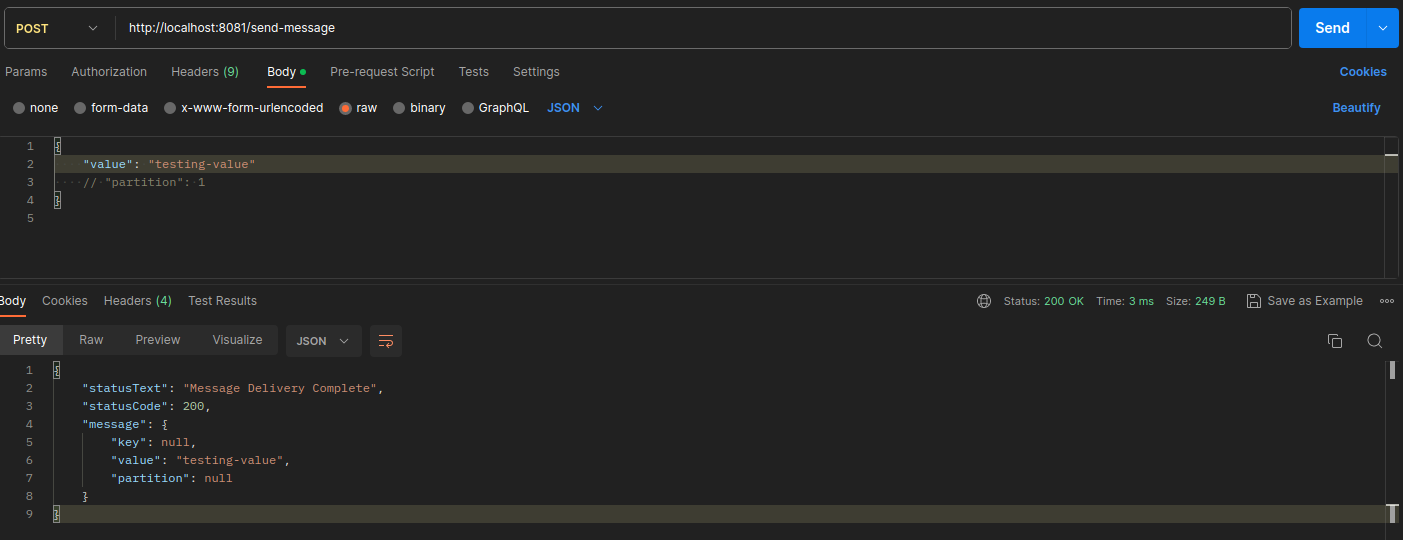 POST http://localhost:8081/send-message Send
Params Authorization Headers (9) Body Pre-request Script Tests Settings Cookies
none form-data x-www-form-urlencoded raw binary GraphQL JSON Beautify
1 {
2 "value": "testing-value"
3 // "partition": 1
4 }
5
Body Cookies Headers (4) Test Results Status: 200 OK Time: 3 ms Size: 249 B Save as Example
Pretty Raw Preview Visualize JSON
1 {
2 "statusText": "Message Delivery Complete",
3 "statusCode": 200,
4 "message": {
5 "key": null,
6 "value": "testing-value",
7 "partition": null
8 }
9 }